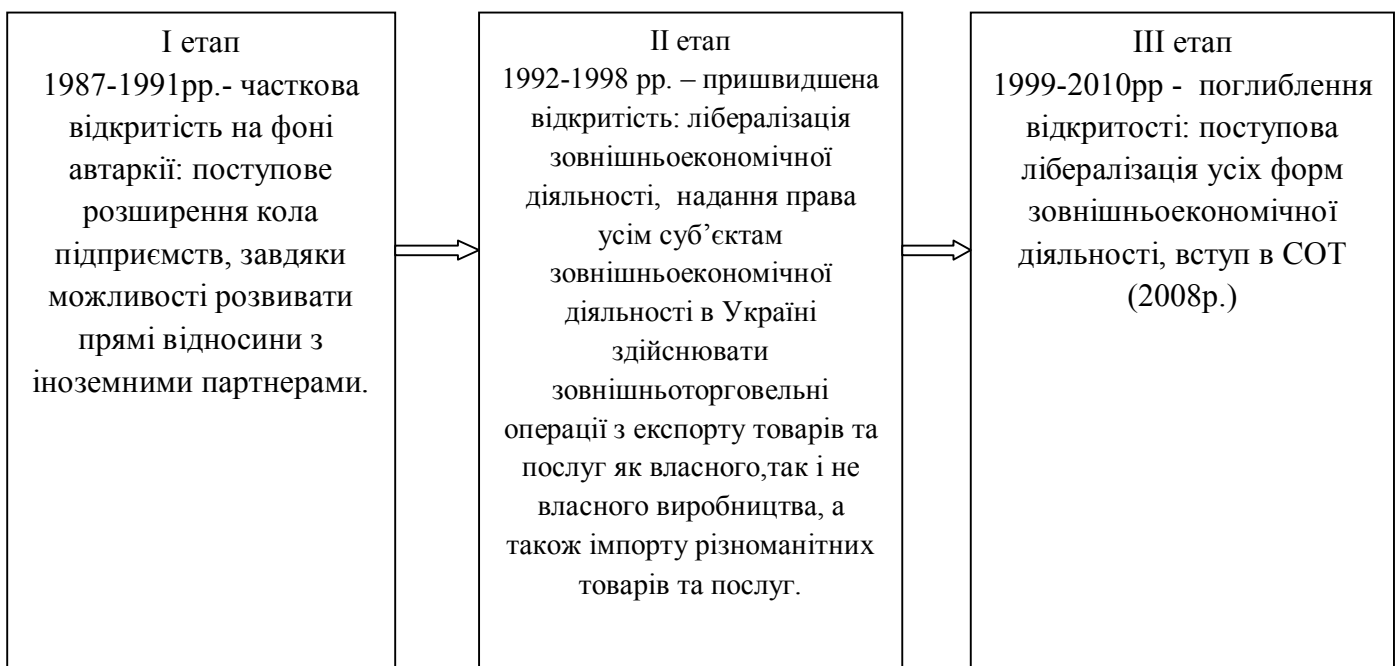 І етап
1987-1991рр.- часткова
відкритість на фоні
автаркії: поступове
розширення кола
підприємств, завдяки
можливості розвивати
прямі відносини з
іноземними партнерами.
ІІ етап
1992-1998 рр. – пришвидшена
відкритість: лібералізація
зовнішньоекономічної
діяльності, надання права
усім суб’єктам
зовнішньоекономічної
діяльності в Україні
здійснювати
зовнішньоторговельні
операції з експорту товарів та
послуг як власного,так і не
власного виробництва, а
також імпорту різноманітних
товарів та послуг.
ІІІ етап
1999-2010рр - поглиблення
відкритості: поступова
лібералізація усіх форм
зовнішньоекономічної
діяльності, вступ в СОТ
(2008р.)